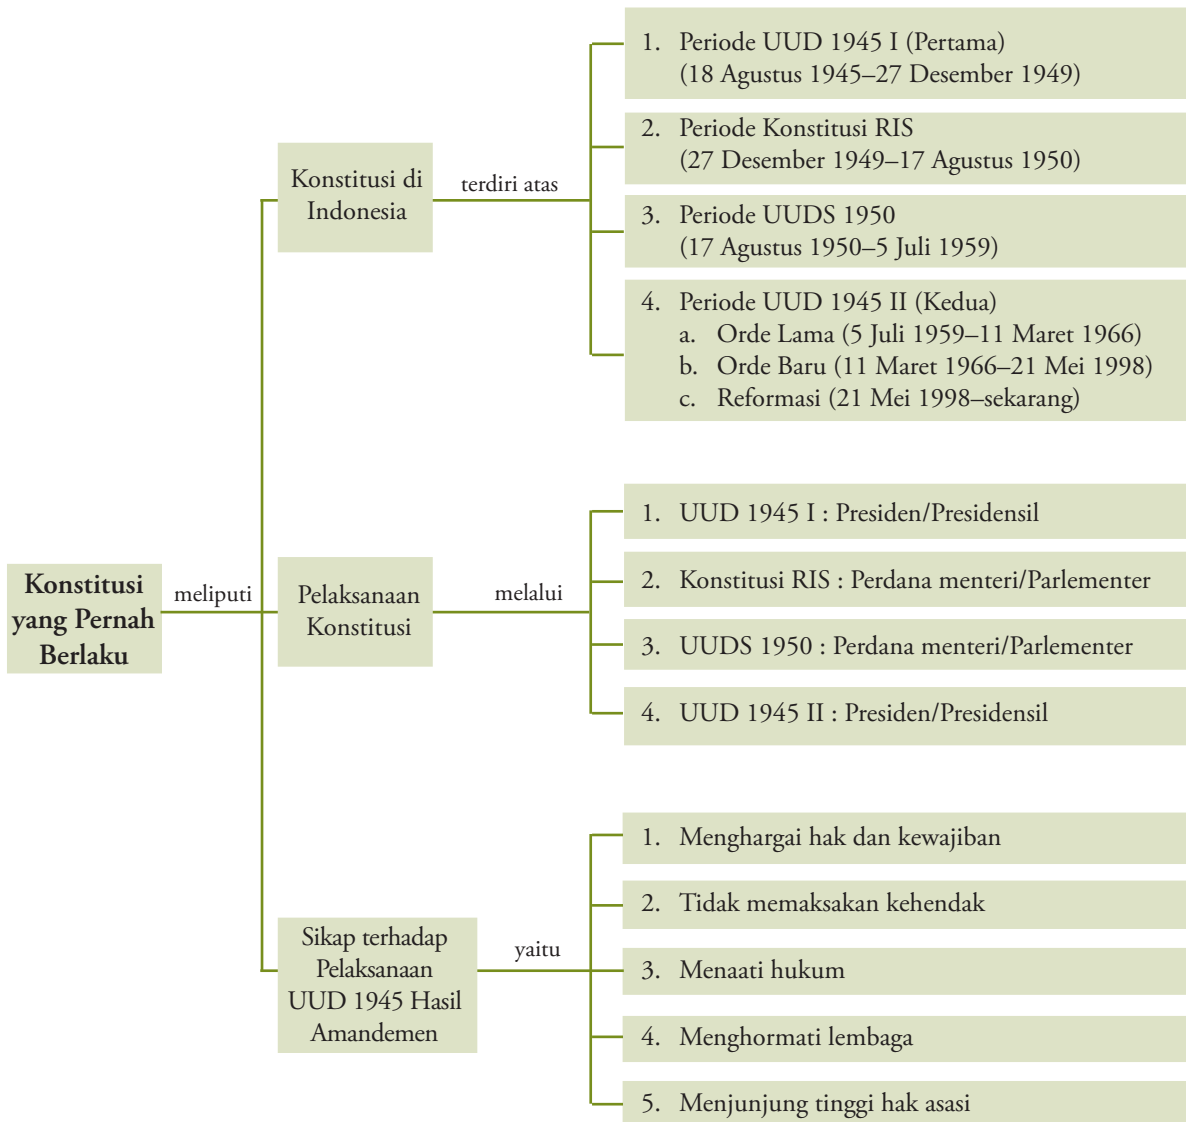 Konstitusi
yang Pernah
Berlaku
meliputi
Konstitusi di
Indonesia
terdiri atas
1. Periode UUD 1945 I (Pertama)
(18 Agustus 1945–27 Desember 1949)
2. Periode Konstitusi RIS
(27 Desember 1949–17 Agustus 1950)
3. Periode UUDS 1950
(17 Agustus 1950–5 Juli 1959)
4. Periode UUD 1945 II (Kedua)
a. Orde Lama (5 Juli 1959–11 Maret 1966)
b. Orde Baru (11 Maret 1966–21 Mei 1998)
c. Reformasi (21 Mei 1998–sekarang)
Pelaksanaan
Konstitusi
melalui
1. UUD 1945 I : Presiden/Presidensil
2. Konstitusi RIS : Perdana menteri/Parlementer
3. UUDS 1950 : Perdana menteri/Parlementer
4. UUD 1945 II : Presiden/Presidensil
Sikap terhadap
Pelaksanaan
UUD 1945 Hasil
Amandemen
yaitu
1. Menghargai hak dan kewajiban
2. Tidak memaksakan kehendak
3. Menaati hukum
4. Menghormati lembaga
5. Menjunjung tinggi hak asasi